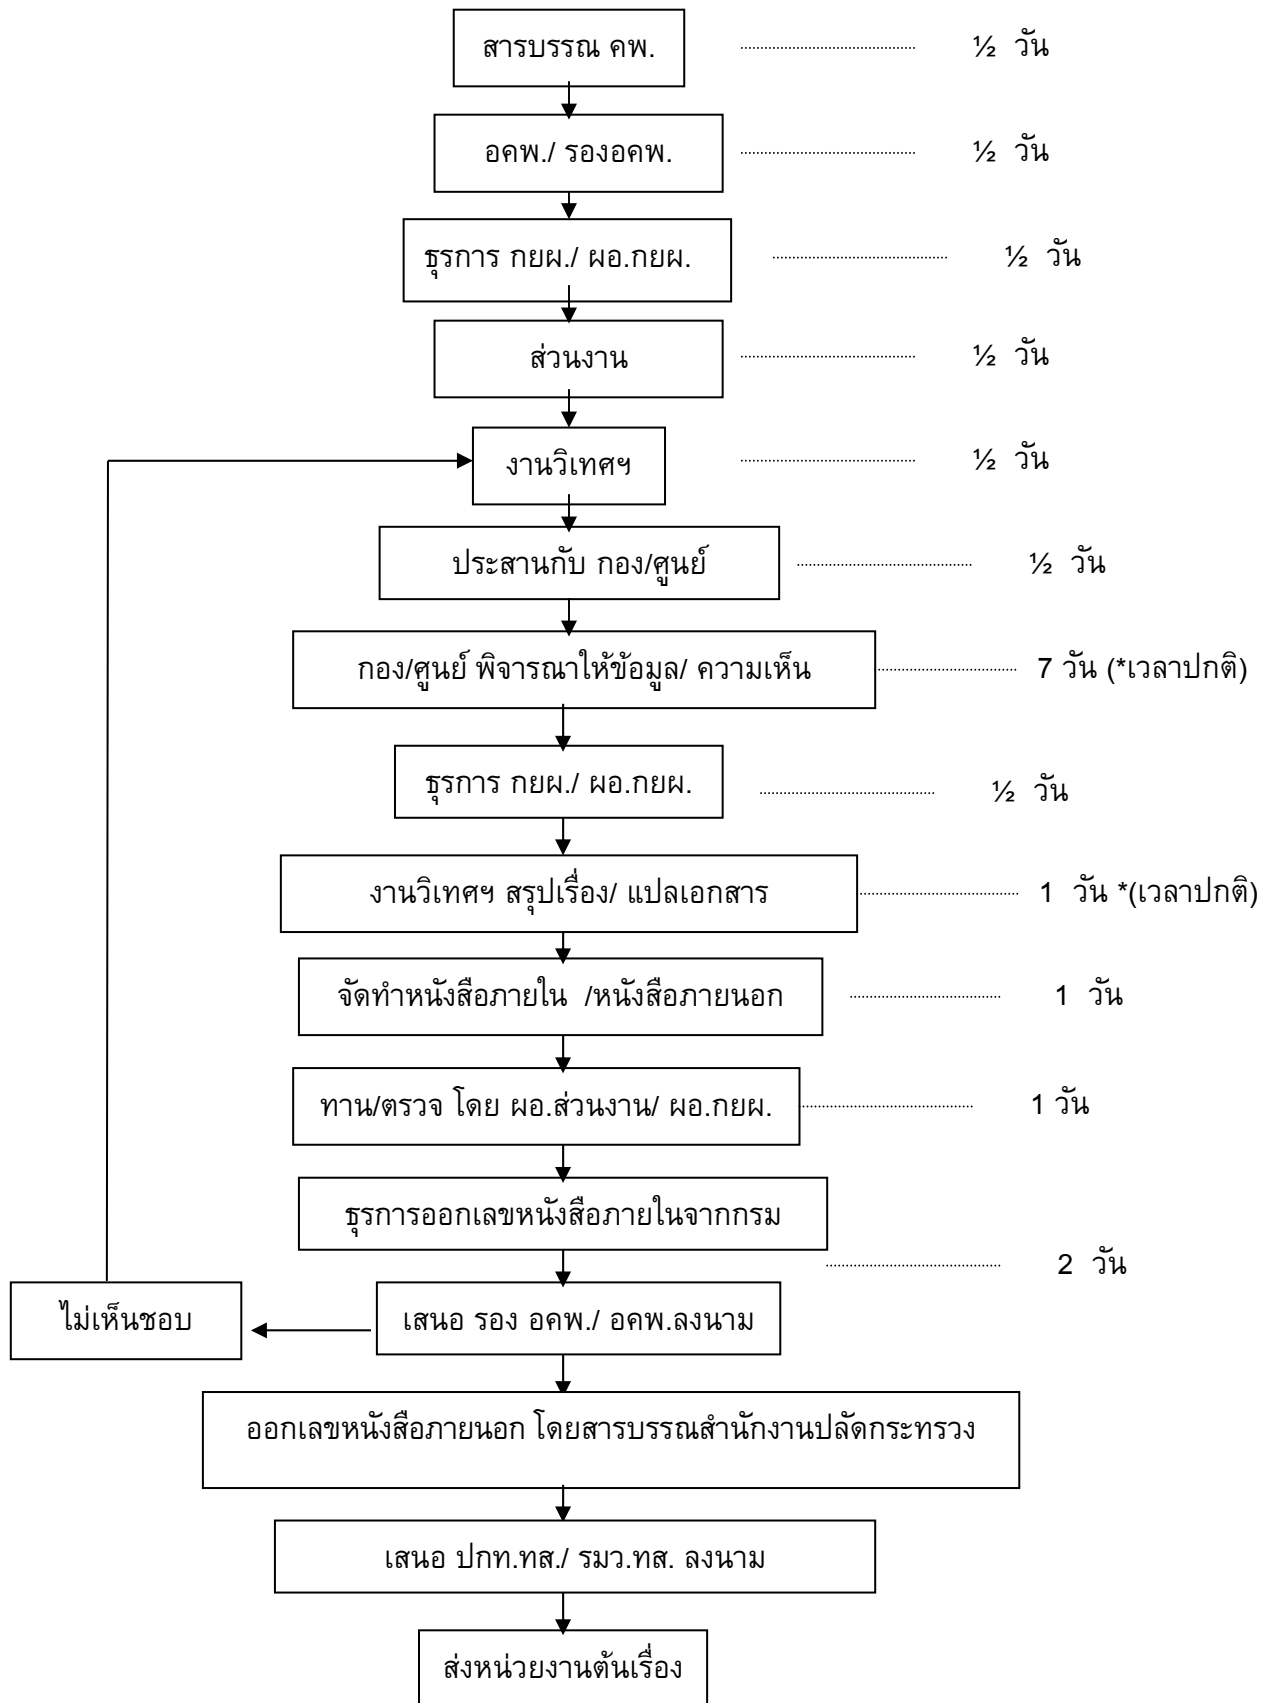 สารบรรณ คพ. ½ วัน
อคพ./ รองอคพ. ½ วัน
ธุรการ กยผ./ ผอ.กยผ. ½ วัน
ส่วนงาน ½ วัน
งานวิเทศฯ ½ วัน
ประสานกับ กอง/ศูนย์ ½ วัน
กอง/ศูนย์ พิจารณาให้ข้อมูล/ ความเห็น 7 วัน (*เวลาปกติ)
ธุรการ กยผ./ ผอ.กยผ. ½ วัน
งานวิเทศฯ สรุปเรื่อง/ แปลเอกสาร 1 วัน *(เวลาปกติ)
จัดทำหนังสือภายใน /หนังสือภายนอก 1 วัน
ทาน/ตรวจ โดย ผอ.ส่วนงาน/ ผอ.กยผ. 1 วัน
ธุรการออกเลขหนังสือภายในจากกรม
2 วัน
ไม่เห็นชอบ เสนอ รอง อคพ./ อคพ.ลงนาม
ออกเลขหนังสือภายนอก โดยสารบรรณสำนักงานปลัดกระทรวง
เสนอ ปกท.ทส./ รมว.ทส. ลงนาม
ส่งหน่วยงานต้นเรื่อง